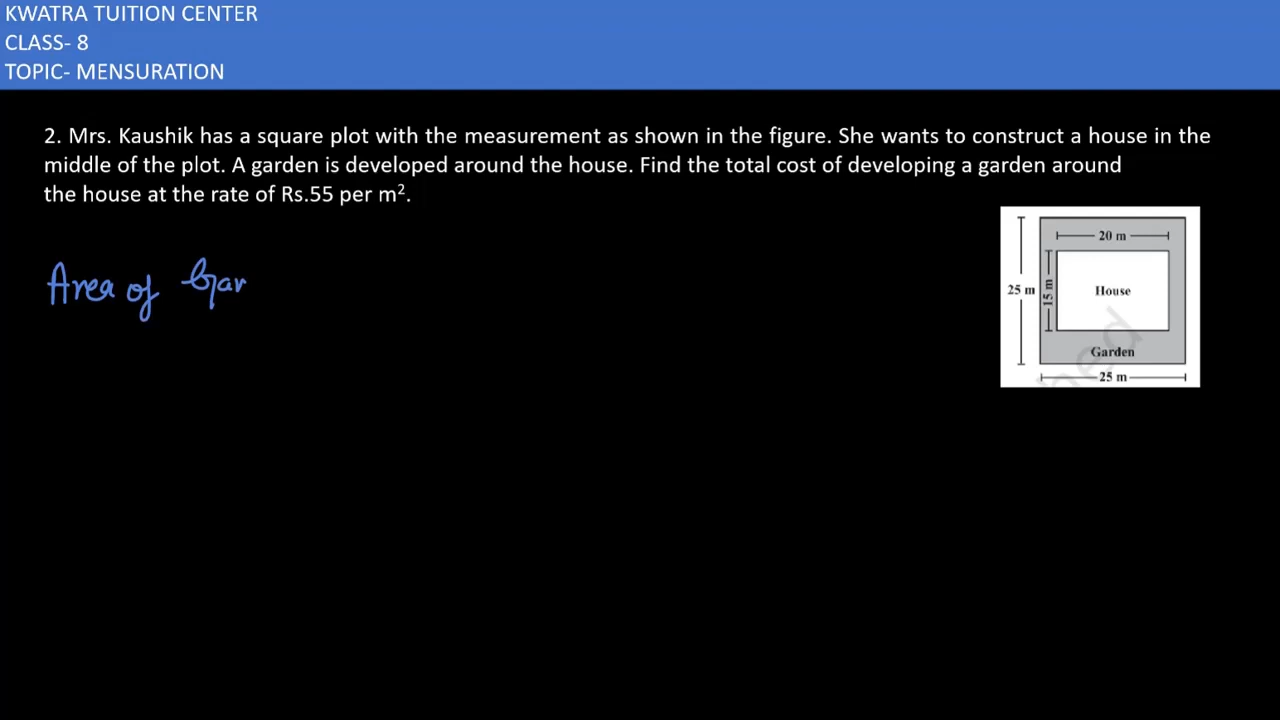 KWATRA TUITION CENTER
CLASS- 8
TOPIC- MENSURATION
2. Mrs. Kaushik has a square plot with the measurement as shown in the figure. She wants to construct a house in the
middle of the plot. A garden is developed around the house. Find the total cost of developing a garden around
the house at the rate of Rs.55 per m².
Area of Gar
20 m
25 m
15 m
House
Garden
25 m